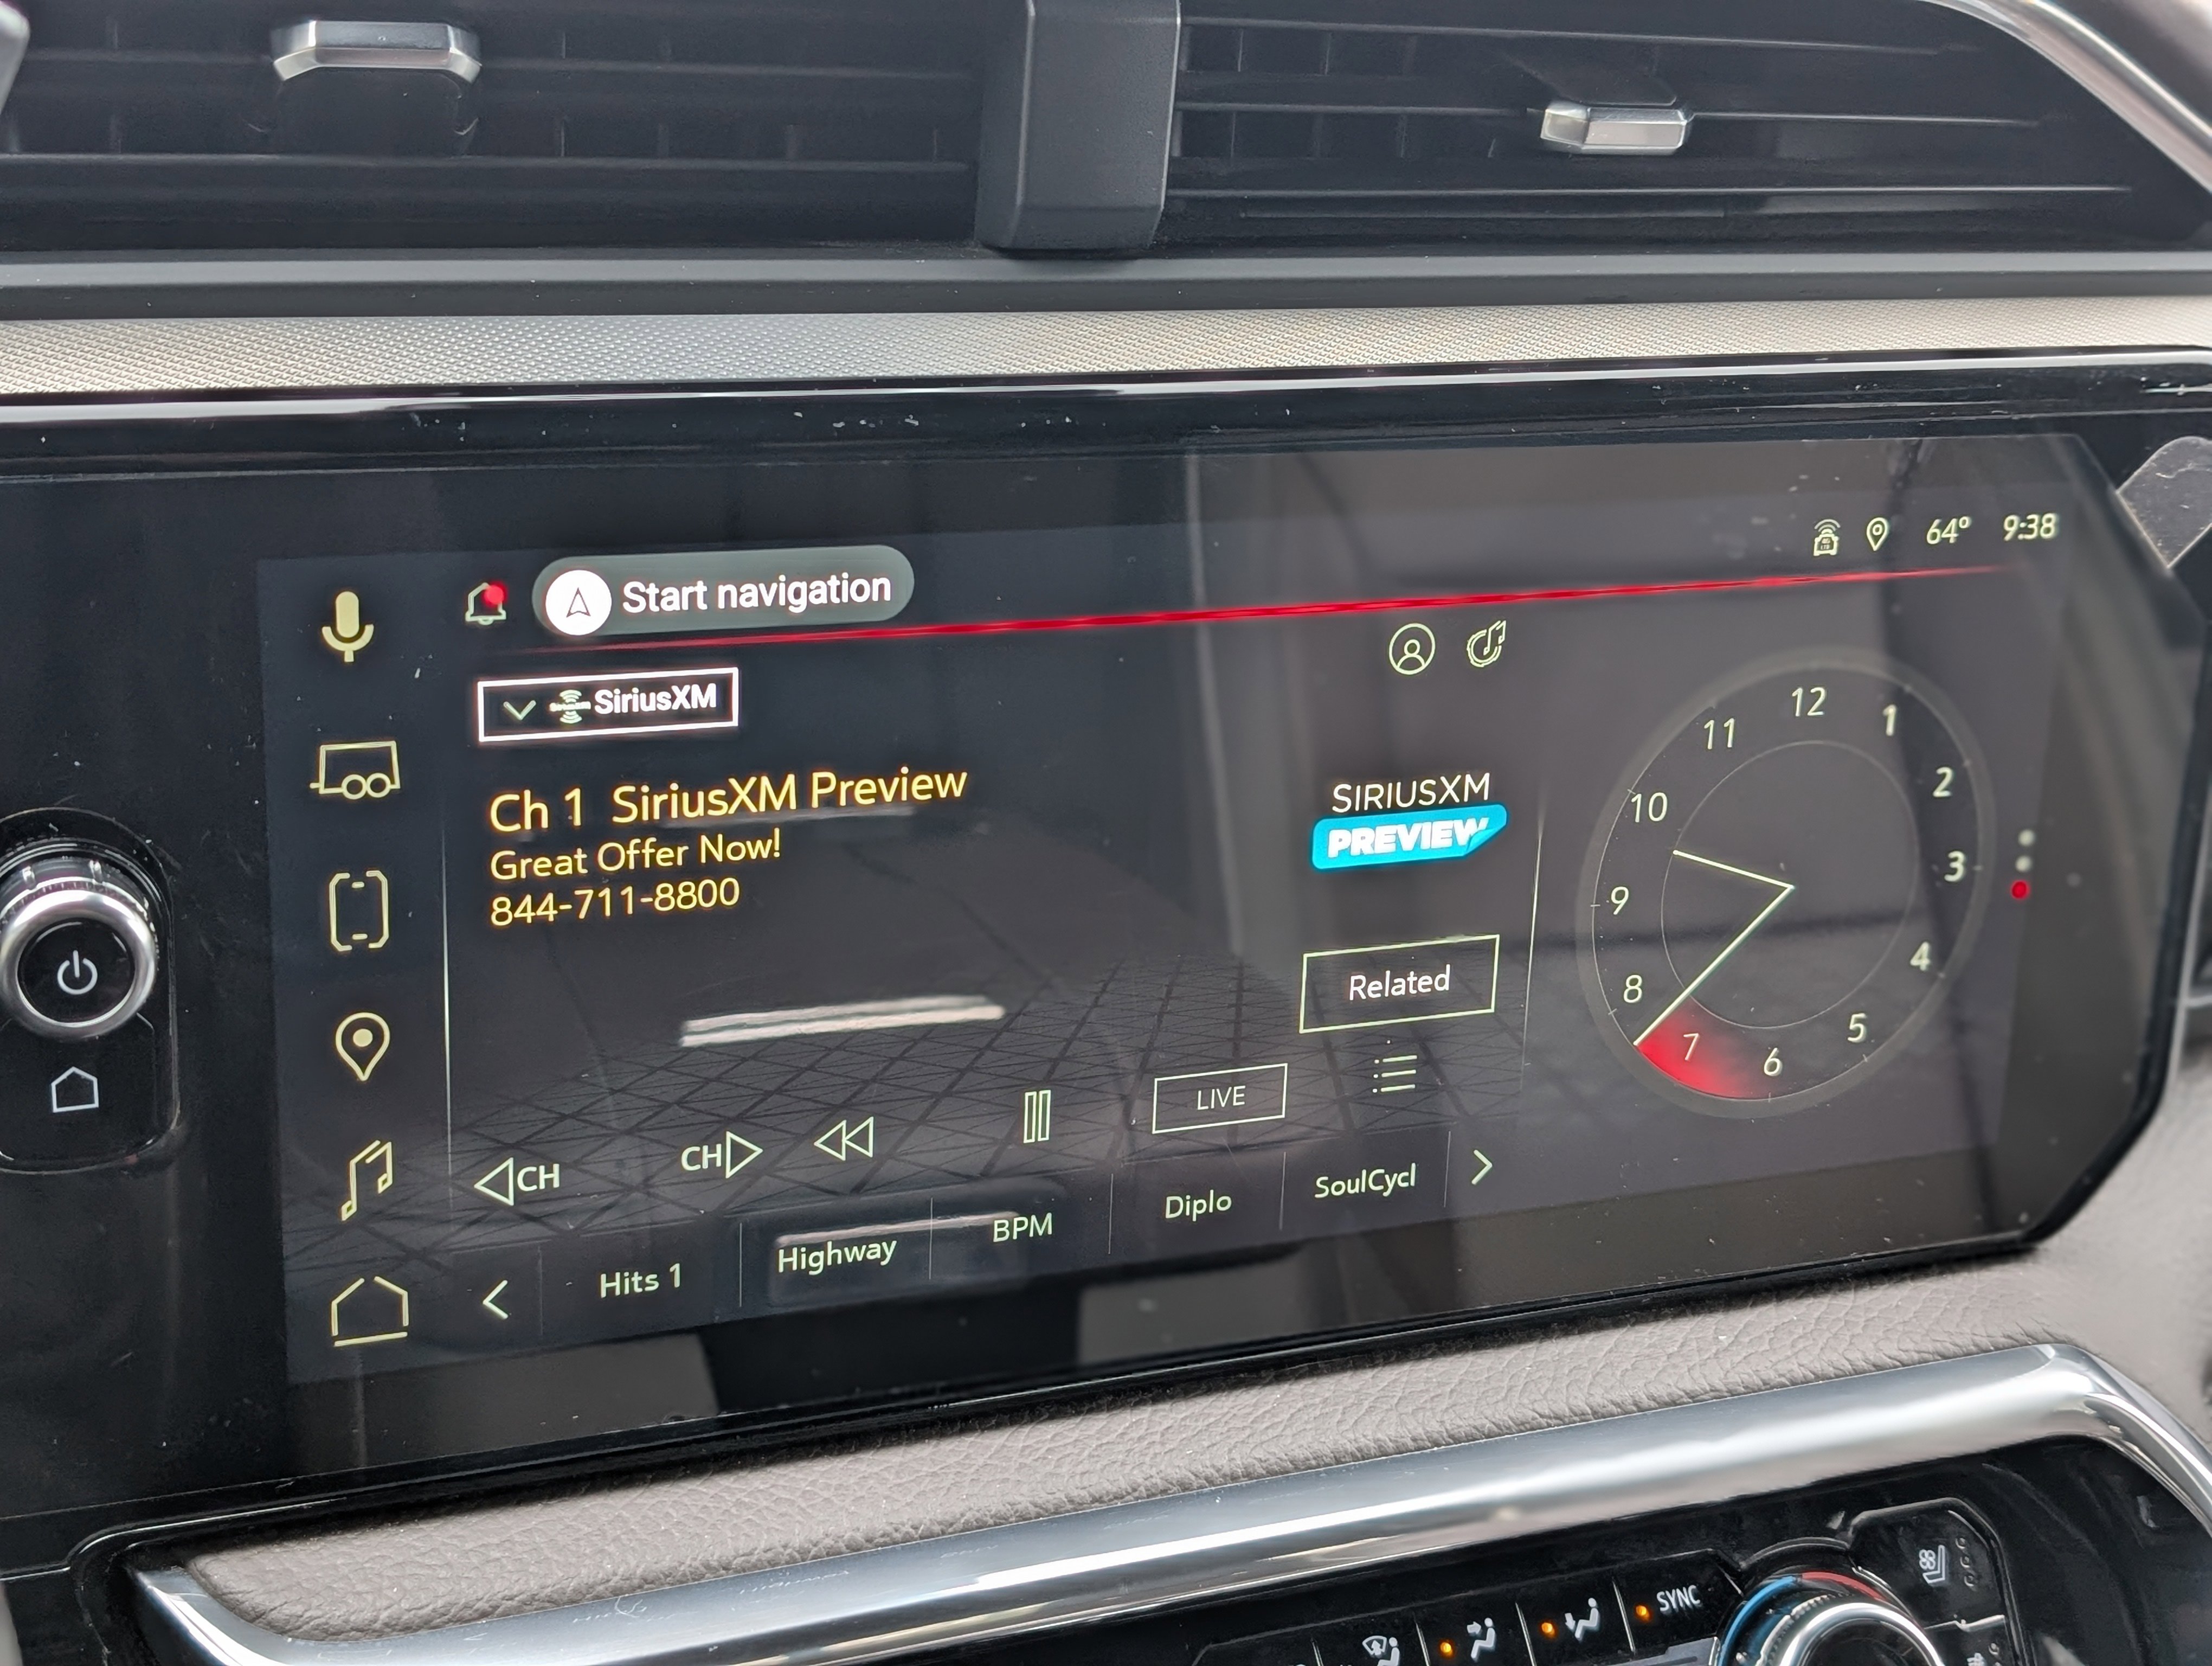 Start navigation
64° 9:38
SiriusXM
Ch 1 SiriusXM Preview
Great Offer Now!
844-711-8800
SIRIUSXM
PREVIEW
Related
LIVE
CH
CH
Hits 1
Highway
BPM
Diplo
SoulCycl
12
1
2
3
4
5
6
7
8
9
10
11
SYNC